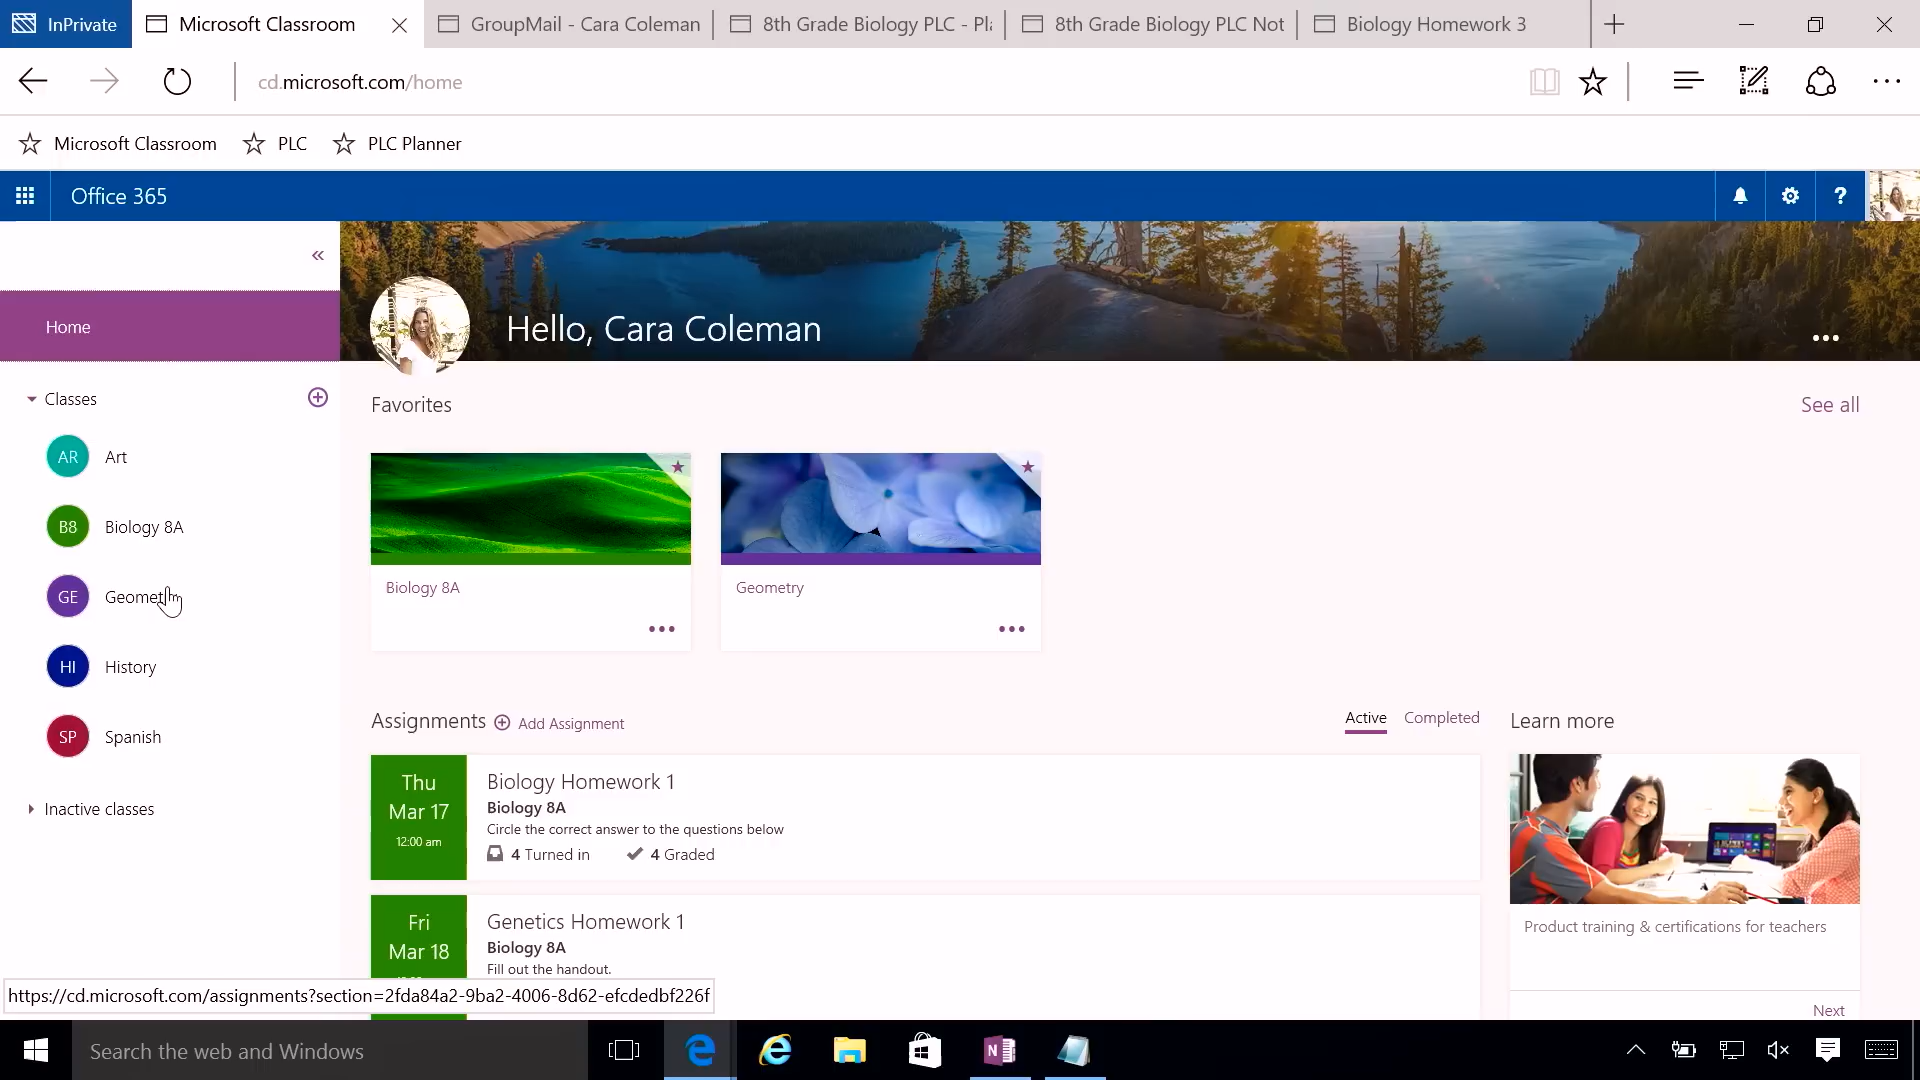 InPrivate
Microsoft Classroom
GroupMail - Cara Coleman
8th Grade Biology PLC - Pl
8th Grade Biology PLC Not
Biology Homework 3
cd.microsoft.com/home
Microsoft Classroom
PLC
PLC Planner
Office 365
?
«
Home
Hello, Cara Coleman
Classes
AR Art
B8 Biology 8A
GE Geomet
HI History
SP Spanish
Inactive classes
Favorites
See all
Biology 8A
Geometry
Assignments
Add Assignment
Active
Completed
Learn more
Thu
Mar 17
12:00 am
Biology Homework 1
Biology 8A
Circle the correct answer to the questions below
4 Turned in
4 Graded
Fri
Mar 18
Genetics Homework 1
Biology 8A
Fill out the handout.
Product training & certifications for teachers
Next
https://cd.microsoft.com/assignments?section=2fda84a2-9ba2-4006-8d62-efcdedbf226f
Search the web and Windows